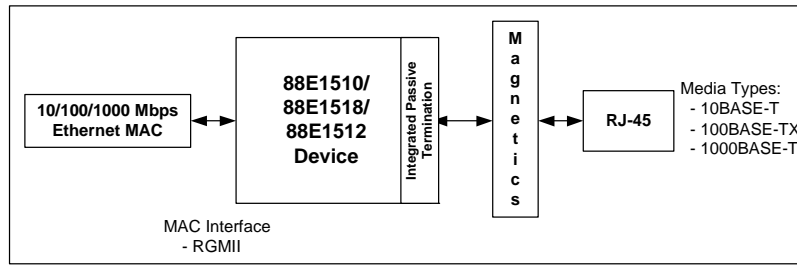 10/100/1000 Mbps
Ethernet MAC
88E1510/
88E1518/
88E1512
Device
Integrated Passive
Termination
Magnetics
RJ-45
Media Types:
- 10BASE-T
- 100BASE-TX
- 1000BASE-T
MAC Interface
- RGMII